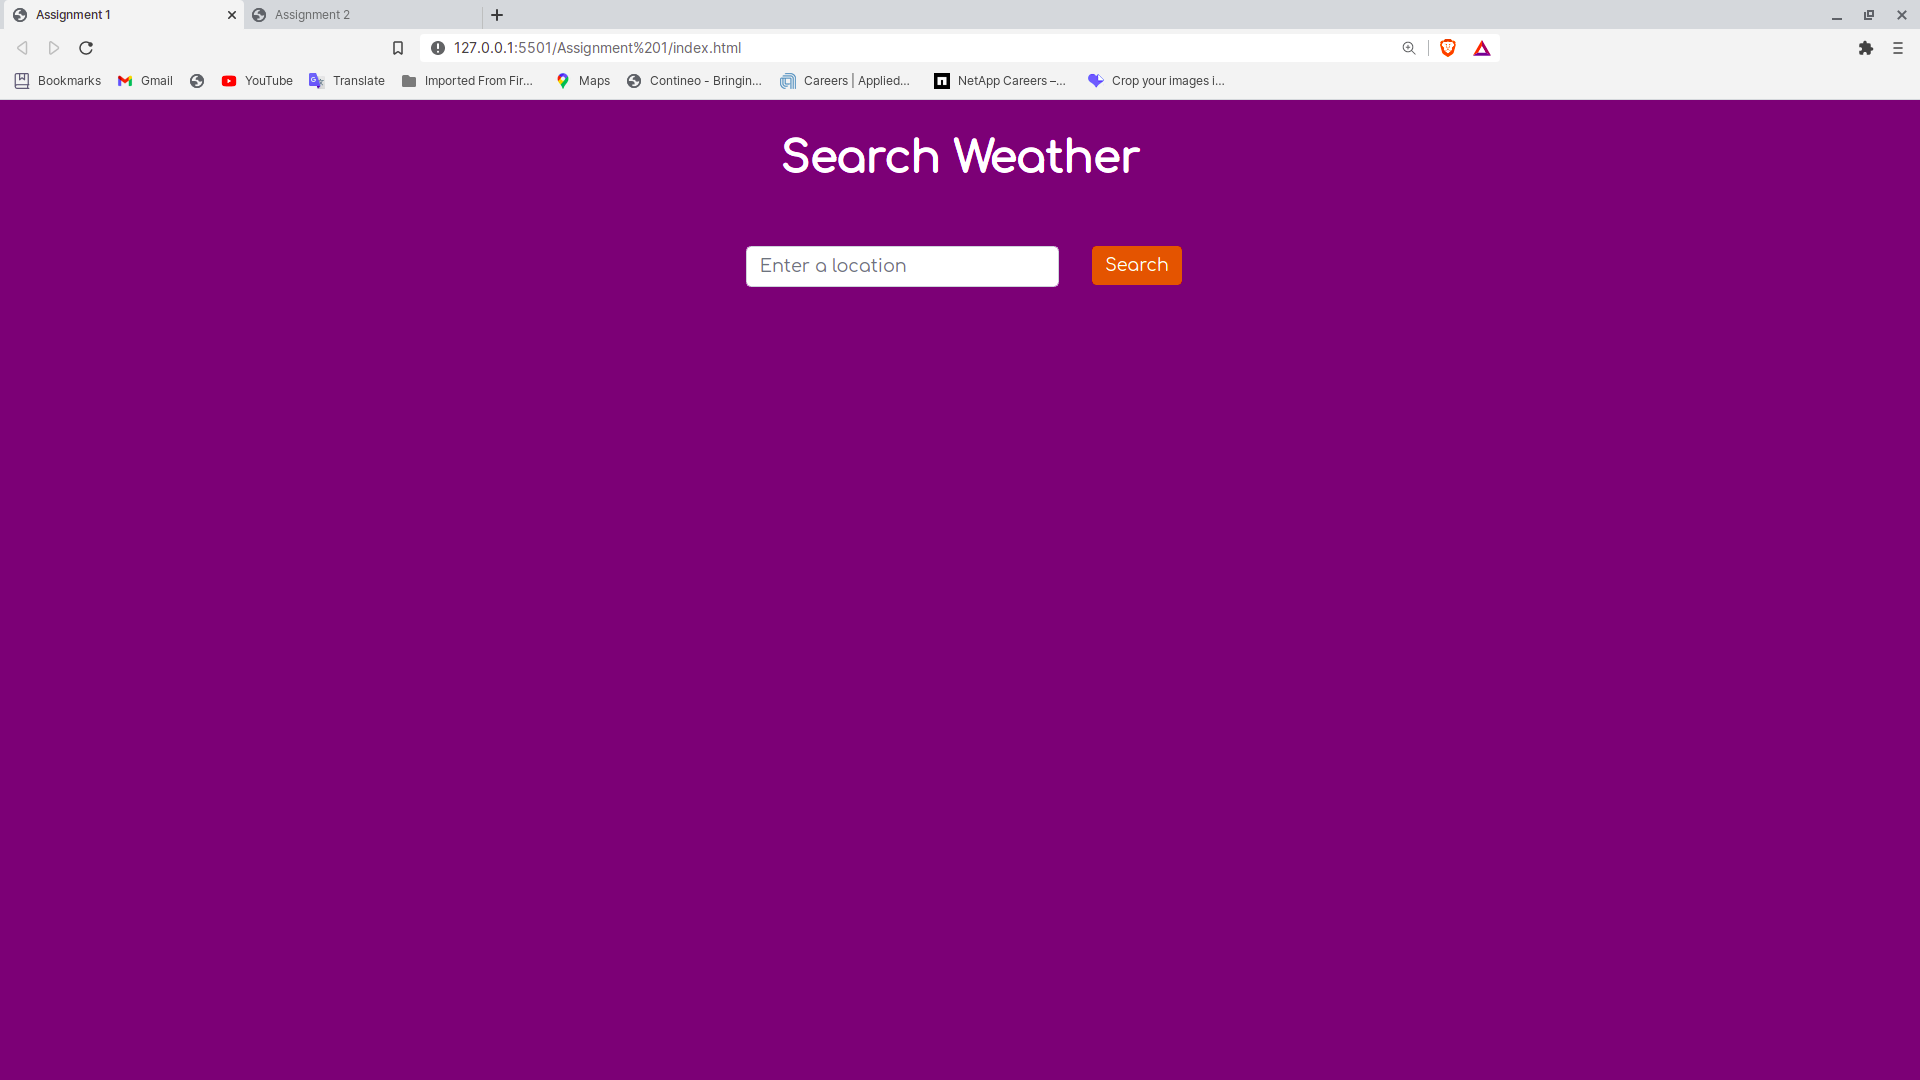 Assignment 1
Assignment 2
127.0.0.1:5501/Assignment%201/index.html
Bookmarks Gmail YouTube Translate Imported From Fir... Maps Contineo - Bringin... Careers | Applied... NetApp Careers –... Crop your images i...
Search Weather
Enter a location
Search